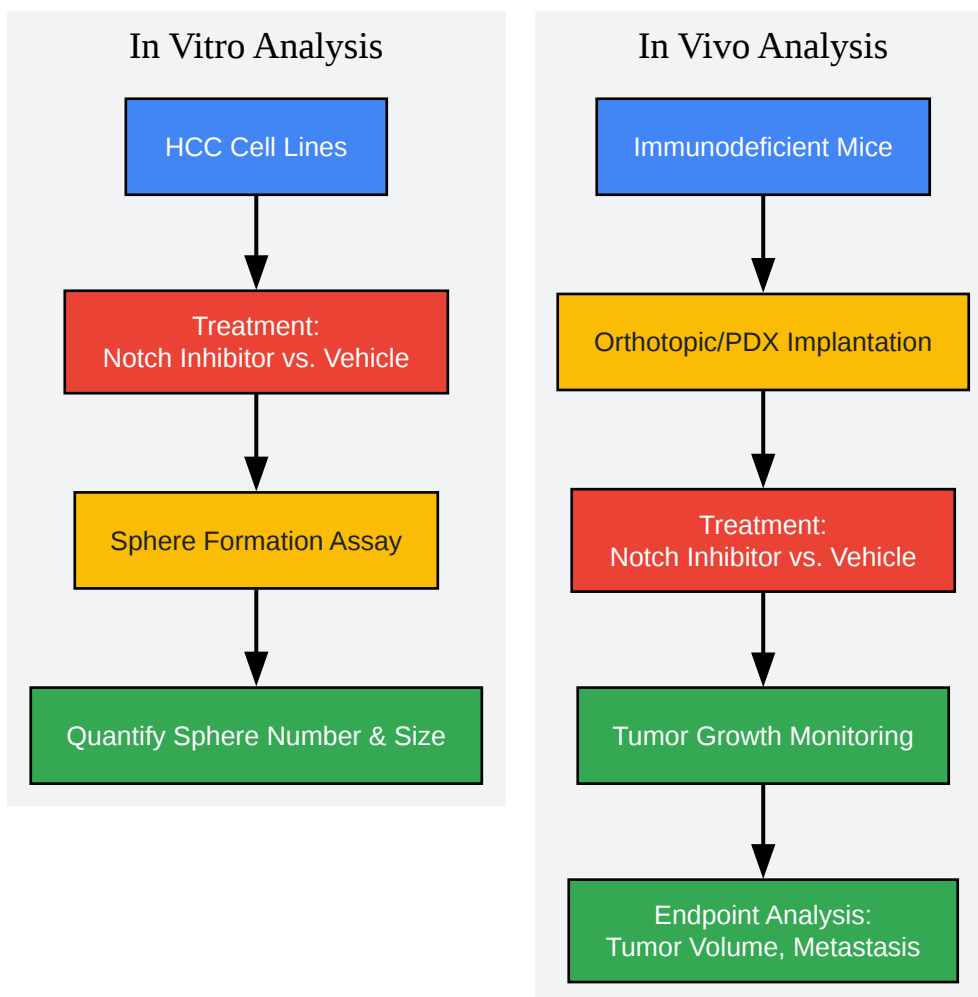 In Vitro Analysis
HCC Cell Lines
Treatment:
Notch Inhibitor vs. Vehicle
Sphere Formation Assay
Quantify Sphere Number & Size
In Vivo Analysis
Immunodeficient Mice
Orthotopic/PDX Implantation
Treatment:
Notch Inhibitor vs. Vehicle
Tumor Growth Monitoring
Endpoint Analysis:
Tumor Volume, Metastasis